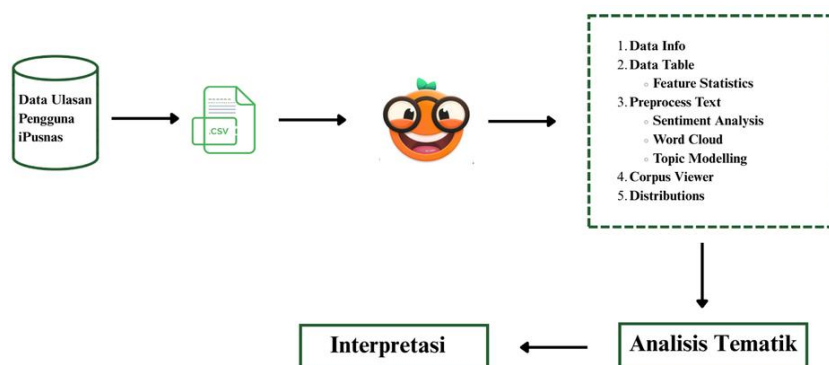 Data Ulasan
Pengguna
iPusnas
.CSV
1. Data Info
2. Data Table
○ Feature Statistics
3. Preprocess Text
○ Sentiment Analysis
○ Word Cloud
○ Topic Modelling
4. Corpus Viewer
5. Distributions
Analisis Tematik
Interpretasi